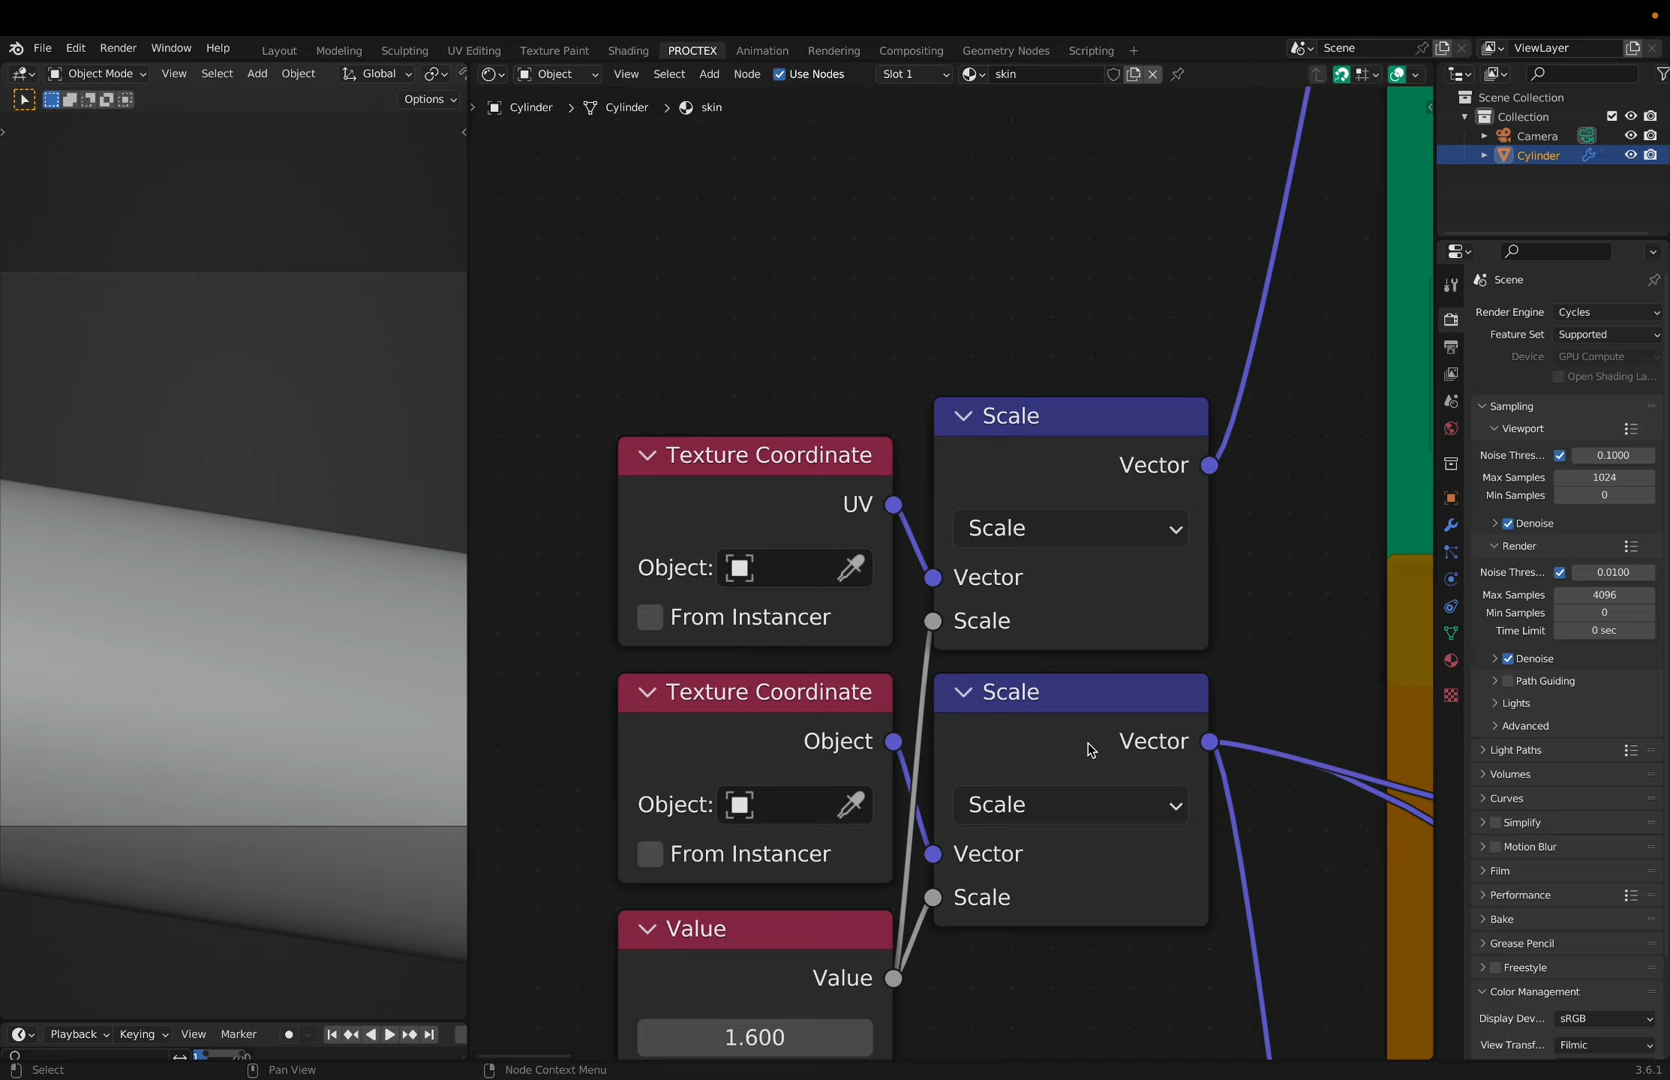 File Edit Render Window Help Layout Modeling Sculpting UV Editing Texture Paint Shading PROCTEX Animation Rendering Compositing Geometry Nodes Scripting + Scene ViewLayer
Object Mode View Select Add Object Global Object View Select Add Node Use Nodes Slot 1 skin
Options
Cylinder > Cylinder > skin
Scene Collection
Collection
Camera
Cylinder
Scene
Render Engine Cycles
Feature Set Supported
Device GPU Compute
Open Shading La...
Sampling
Viewport
Noise Thres... 0.1000
Max Samples 1024
Min Samples 0
Denoise
Render
Noise Thres... 0.0100
Max Samples 4096
Min Samples 0
Time Limit 0 sec
Denoise
Path Guiding
Lights
Advanced
Light Paths
Volumes
Curves
Simplify
Motion Blur
Film
Performance
Bake
Grease Pencil
Freestyle
Color Management
Display Dev... sRGB
View Transf... Filmic
Scale
Vector
Scale
Vector
Scale
Texture Coordinate
UV
Object:
From Instancer
Scale
Vector
Scale
Vector
Scale
Texture Coordinate
Object
Object:
From Instancer
Value
Value
1.600
Playback Keying View Marker
Select Pan View Node Context Menu 3.6.1